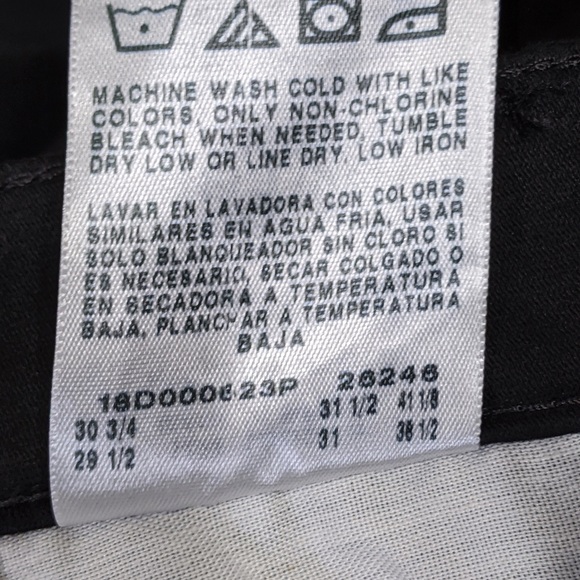 MACHINE WASH COLD WITH LIKE
COLORS, ONLY NON-CHLORINE
BLEACH WHEN NEEDED, TUMBLE
DRY LOW OR LINE DRY, LOW IRON
LAVAR EN LAVADORA CON COLORES
SIMILARES EN AGUA FRIA, USAR
SOLO BLANQUEADOR SIN CLORO SI
ES NECESARIO, SECAR COLGADO O
EN SECADORA A TEMPERATURA
BAJA, PLANCHAR A TEMPERATURA
BAJA
26246
30 3/4 31 1/2 41 1/8
29 1/2 31 1/2